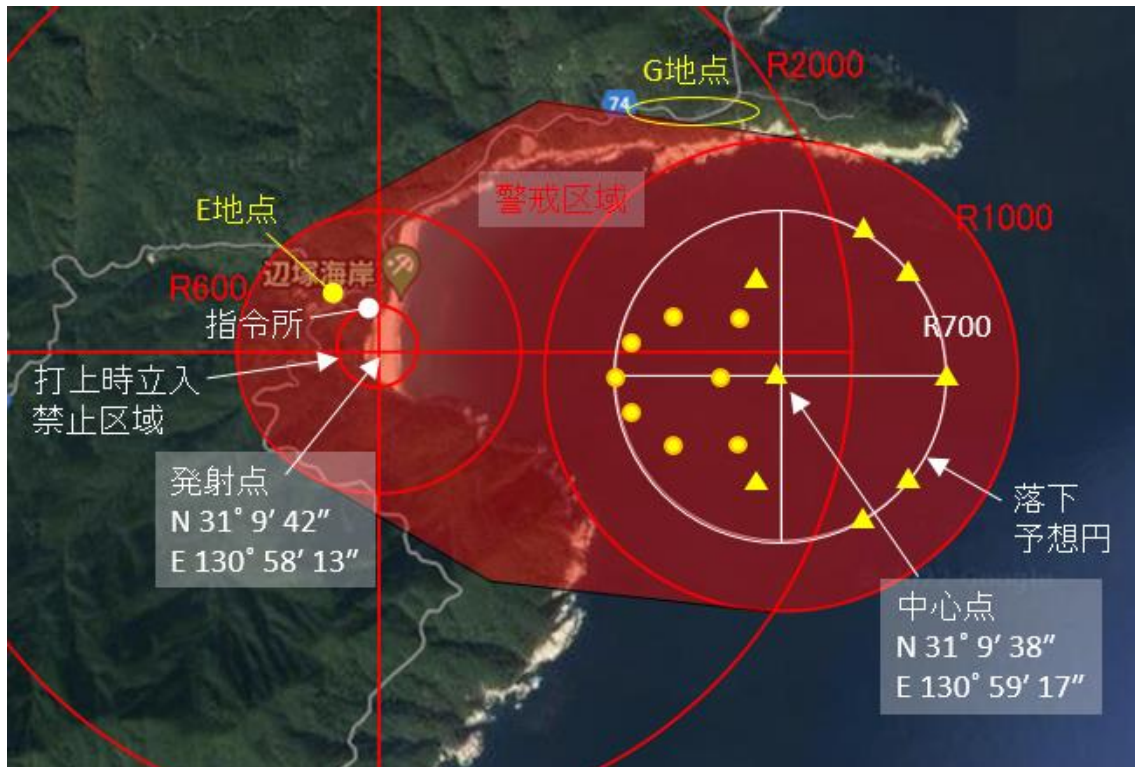 G地点
R2000
74
警戒区域
E地点
R1000
R600
辺塚海岸
指令所
R700
打上時立入
禁止区域
発射点
N 31° 9′ 42″
E 130° 58′ 13″
落下
予想円
中心点
N 31° 9′ 38″
E 130° 59′ 17″